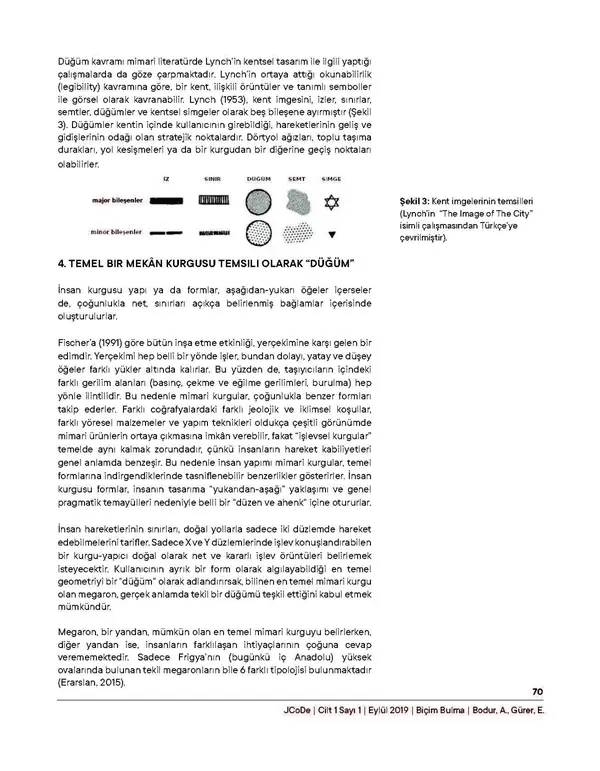 Düğüm kavramı mimari literatürde Lynch'in kentsel tasarım ile ilgili yaptığı
çalışmalarda da göze çarpmaktadır. Lynch'in ortaya attığı okunabilirlik
(legibility) kavramına göre, bir kent, ilişkili örüntüler ve tanımlı semboller
ile görsel olarak kavranabilir. Lynch (1953), kent imgesini, izler, sınırlar,
semtler, düğümler ve kentsel simgeler olarak beş bileşene ayırmıştır (Şekil
3). Düğümler kentin içinde kullanıcının girebildiği, hareketlerinin geliş ve
gidişlerinin odağı olan stratejik noktalardır. Dörtyol ağızları, toplu taşıma
durakları, yol kesişmeleri ya da bir kurgudan bir diğerine geçiş noktaları
olabilirler.
İZ SINIR DÜĞÜM SEMT SİMGE
major bileşenler
minör bileşenler
Şekil 3: Kent imgelerinin temsilleri
(Lynch'in "The Image of The City"
isimli çalışmasından Türkçe'ye
çevrilmiştir).
4. TEMEL BIR MEKÂN KURGUSU TEMSILI OLARAK "DÜĞÜM"
İnsan kurgusu yapı ya da formlar, aşağıdan-yukarı öğeler içerseler
de, çoğunlukla net, sınırları açıkça belirlenmiş bağlamlar içerisinde
oluşturulurlar.
Fischer'a (1991) göre bütün inşa etme etkinliği, yerçekimine karşı gelen bir
edimdir. Yerçekimi hep belli bir yönde işler, bundan dolayı, yatay ve düşey
öğeler farklı yükler altında kalırlar. Bu yüzden de, taşıyıcıların içindeki
farklı gerilim alanları (basınç, çekme ve eğilme gerilimleri, burulma) hep
yönle ilintilidir. Bu nedenle mimari kurgular, çoğunlukla benzer formları
takip ederler. Farklı coğrafyalardaki farklı jeolojik ve iklimsel koşullar,
farklı yöresel malzemeler ve yapım teknikleri oldukça çeşitli görünümde
mimari ürünlerin ortaya çıkmasına imkân verebilir, fakat "işlevsel kurgular"
temelde aynı kalmak zorundadır, çünkü insanların hareket kabiliyetleri
genel anlamda benzeşir. Bu nedenle insan yapımı mimari kurgular, temel
formlarına indirgendiklerinde tasniflenebilir benzerlikler gösterirler. İnsan
kurgusu formlar, insanın tasarıma "yukarıdan-aşağı" yaklaşımı ve genel
pragmatik temayülleri nedeniyle belli bir "düzen ve ahenk" içine otururlar.
İnsan hareketlerinin sınırları, doğal yollarla sadece iki düzlemde hareket
edebilmelerini tarifler. Sadece X ve Y düzlemlerinde işlev konuşlandırabilen
bir kurgu-yapıcı doğal olarak net ve kararlı işlev örüntüleri belirlemek
isteyecektir. Kullanıcının ayrık bir form olarak algılayabildiği en temel
geometriyi bir "düğüm" olarak adlandırırsak, bilinen en temel mimari kurgu
olan megaron, gerçek anlamda tekil bir düğümü teşkil ettiğini kabul etmek
mümkündür.
Megaron, bir yandan, mümkün olan en temel mimari kurguyu belirlerken,
diğer yandan ise, insanların farklılaşan ihtiyaçlarının çoğuna cevap
verememektedir. Sadece Frigya'nın (bugünkü iç Anadolu) yüksek
ovalarında bulunan tekil megaronların bile 6 farklı tipolojisi bulunmaktadır
(Erarslan, 2015).
70
JCoDe | Cilt 1 Sayı 1 | Eylül 2019 | Biçim Bulma | Bodur, A., Gürer, E.